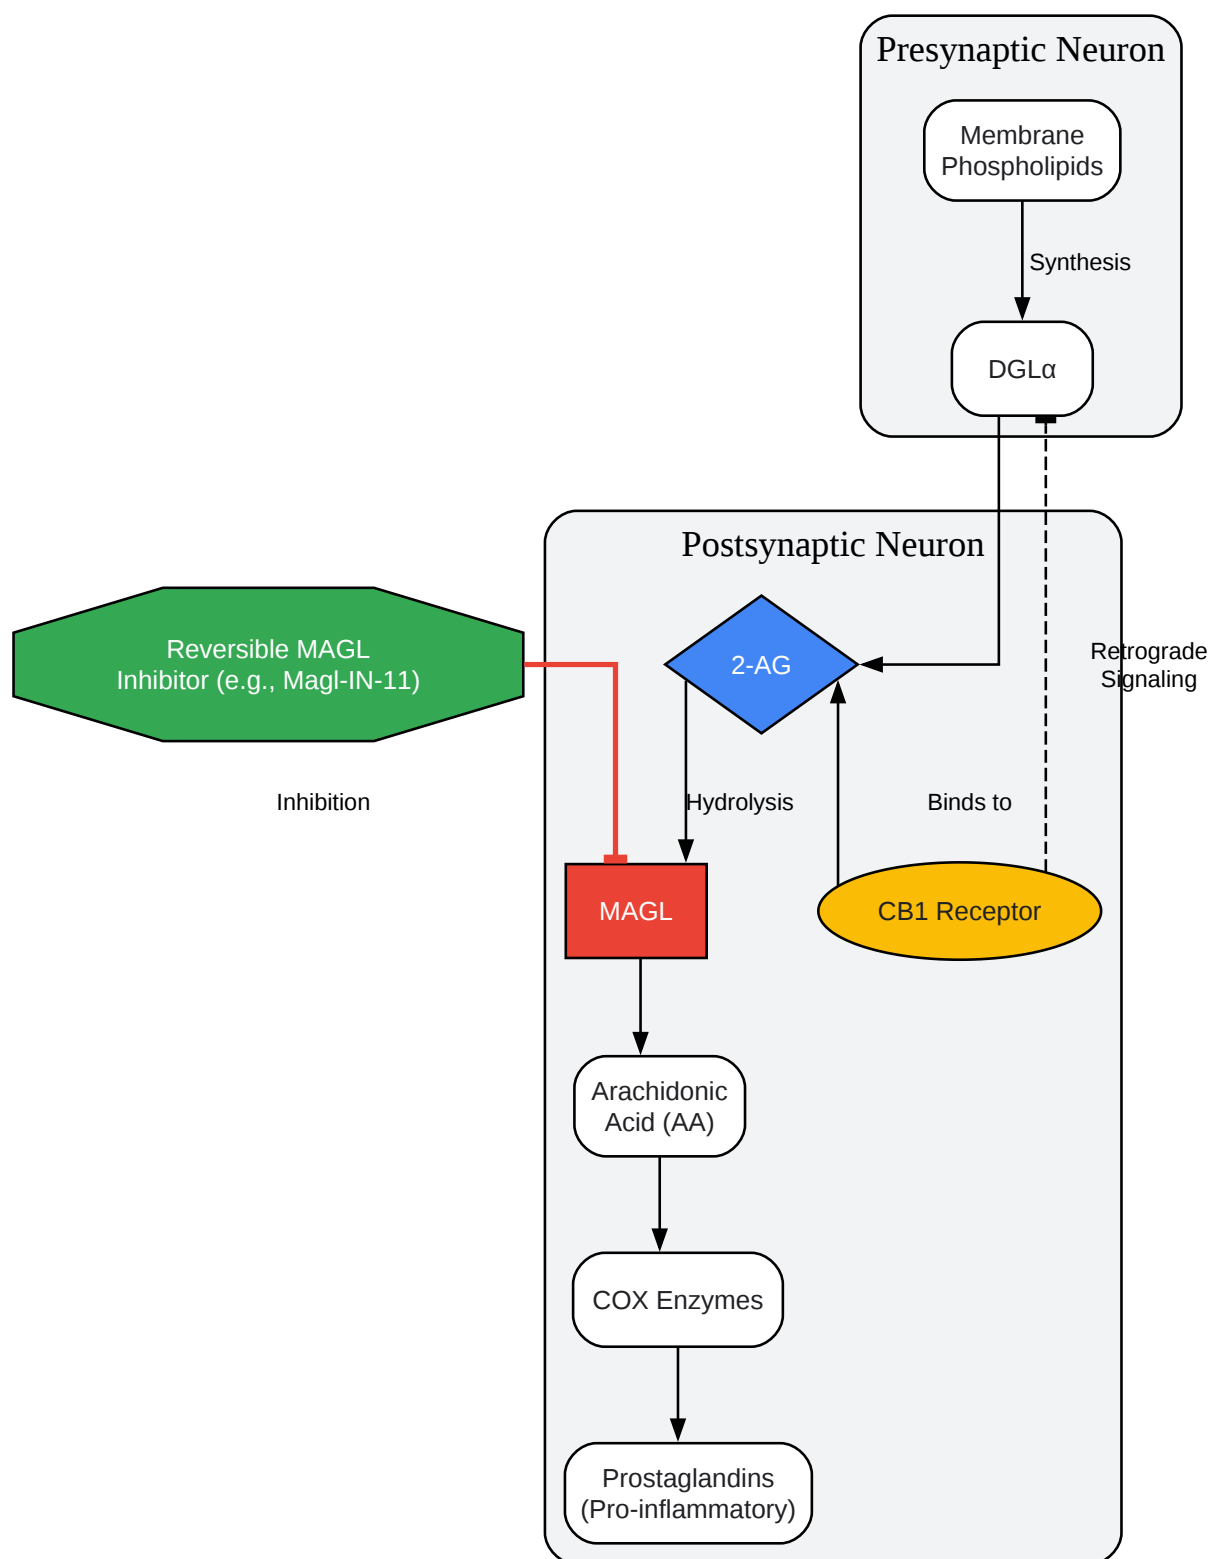 Presynaptic Neuron
Membrane
Phospholipids
Synthesis
DGLα
Postsynaptic Neuron
Reversible MAGL
Inhibitor (e.g., Magl-IN-11)
2-AG
Retrograde
Signaling
Inhibition
Hydrolysis
Binds to
MAGL
CB1 Receptor
Arachidonic
Acid (AA)
COX Enzymes
Prostaglandins
(Pro-inflammatory)